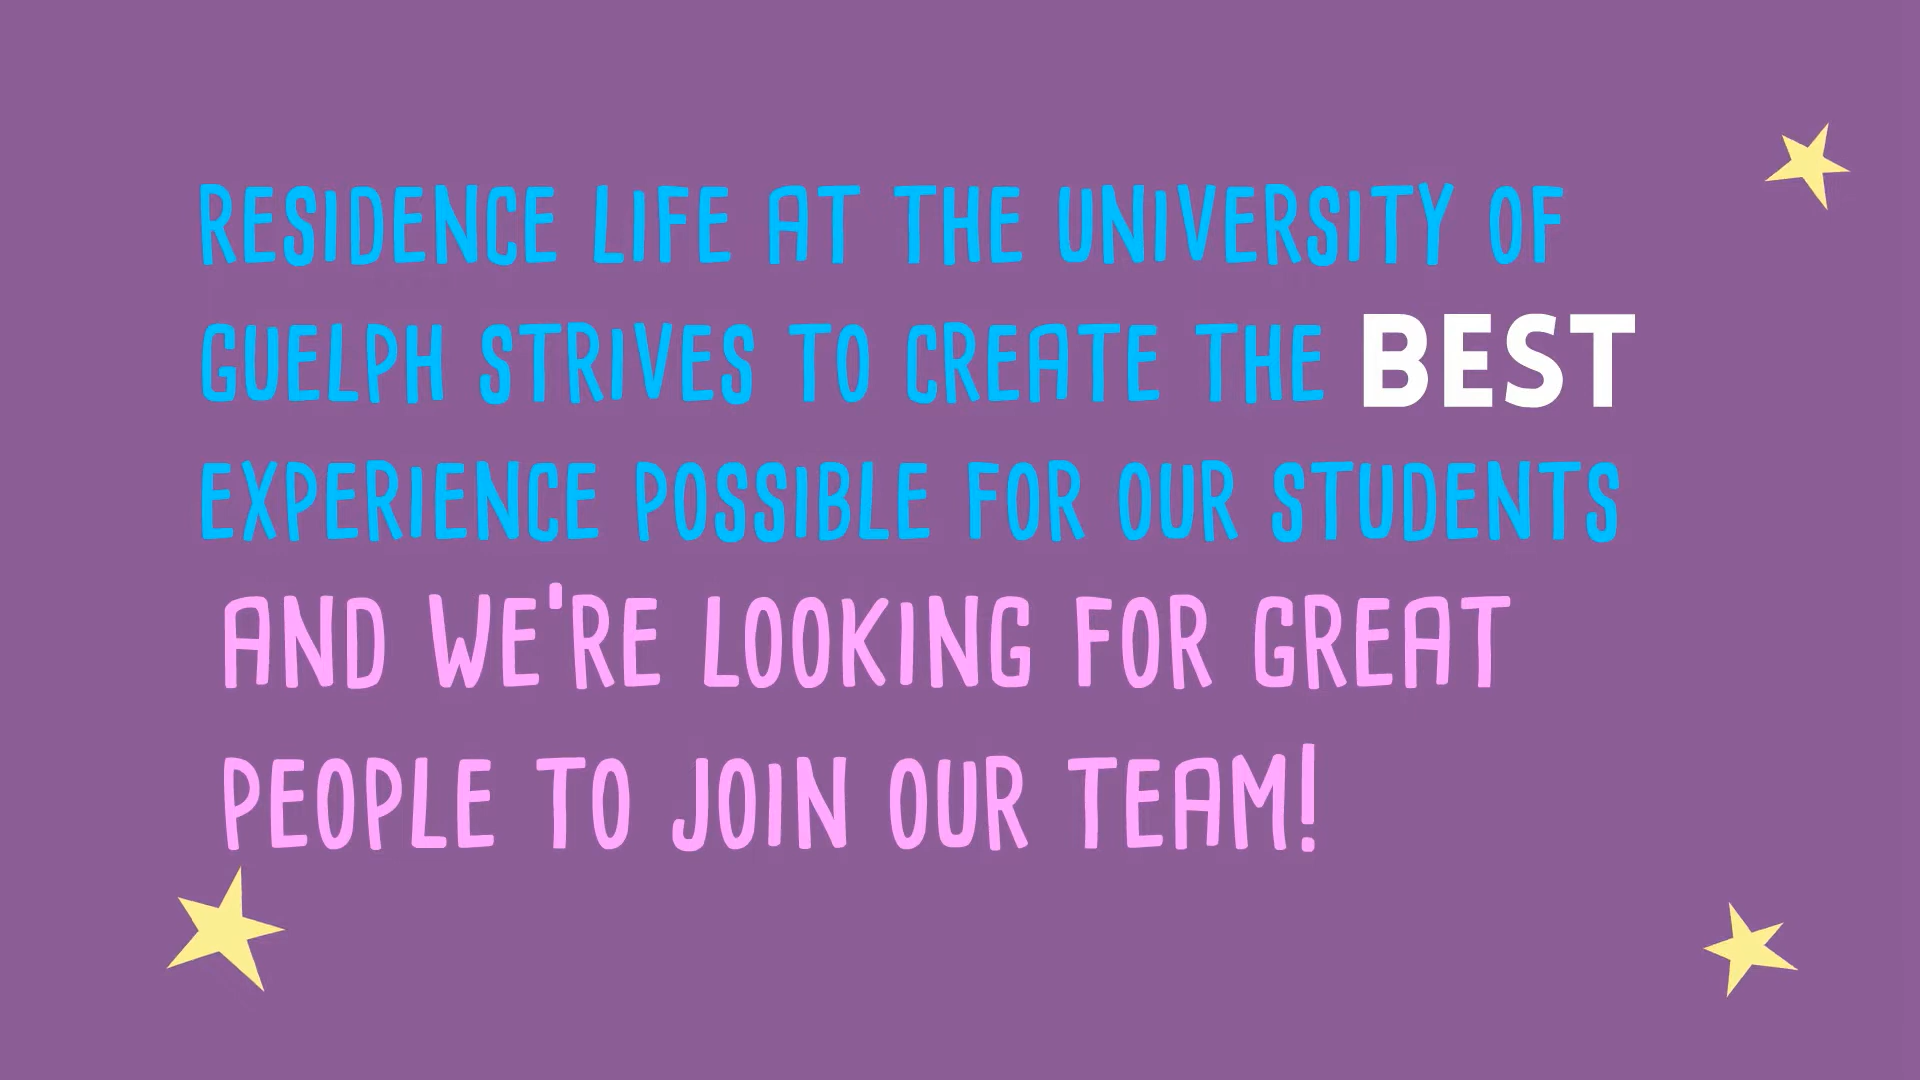 RESIDENCE LIFE AT THE UNIVERSITY OF
GUELPH STRIVES TO CREATE THE BEST
EXPERIENCE POSSIBLE FOR OUR STUDENTS
AND WE'RE LOOKING FOR GREAT
PEOPLE TO JOIN OUR TEAM!